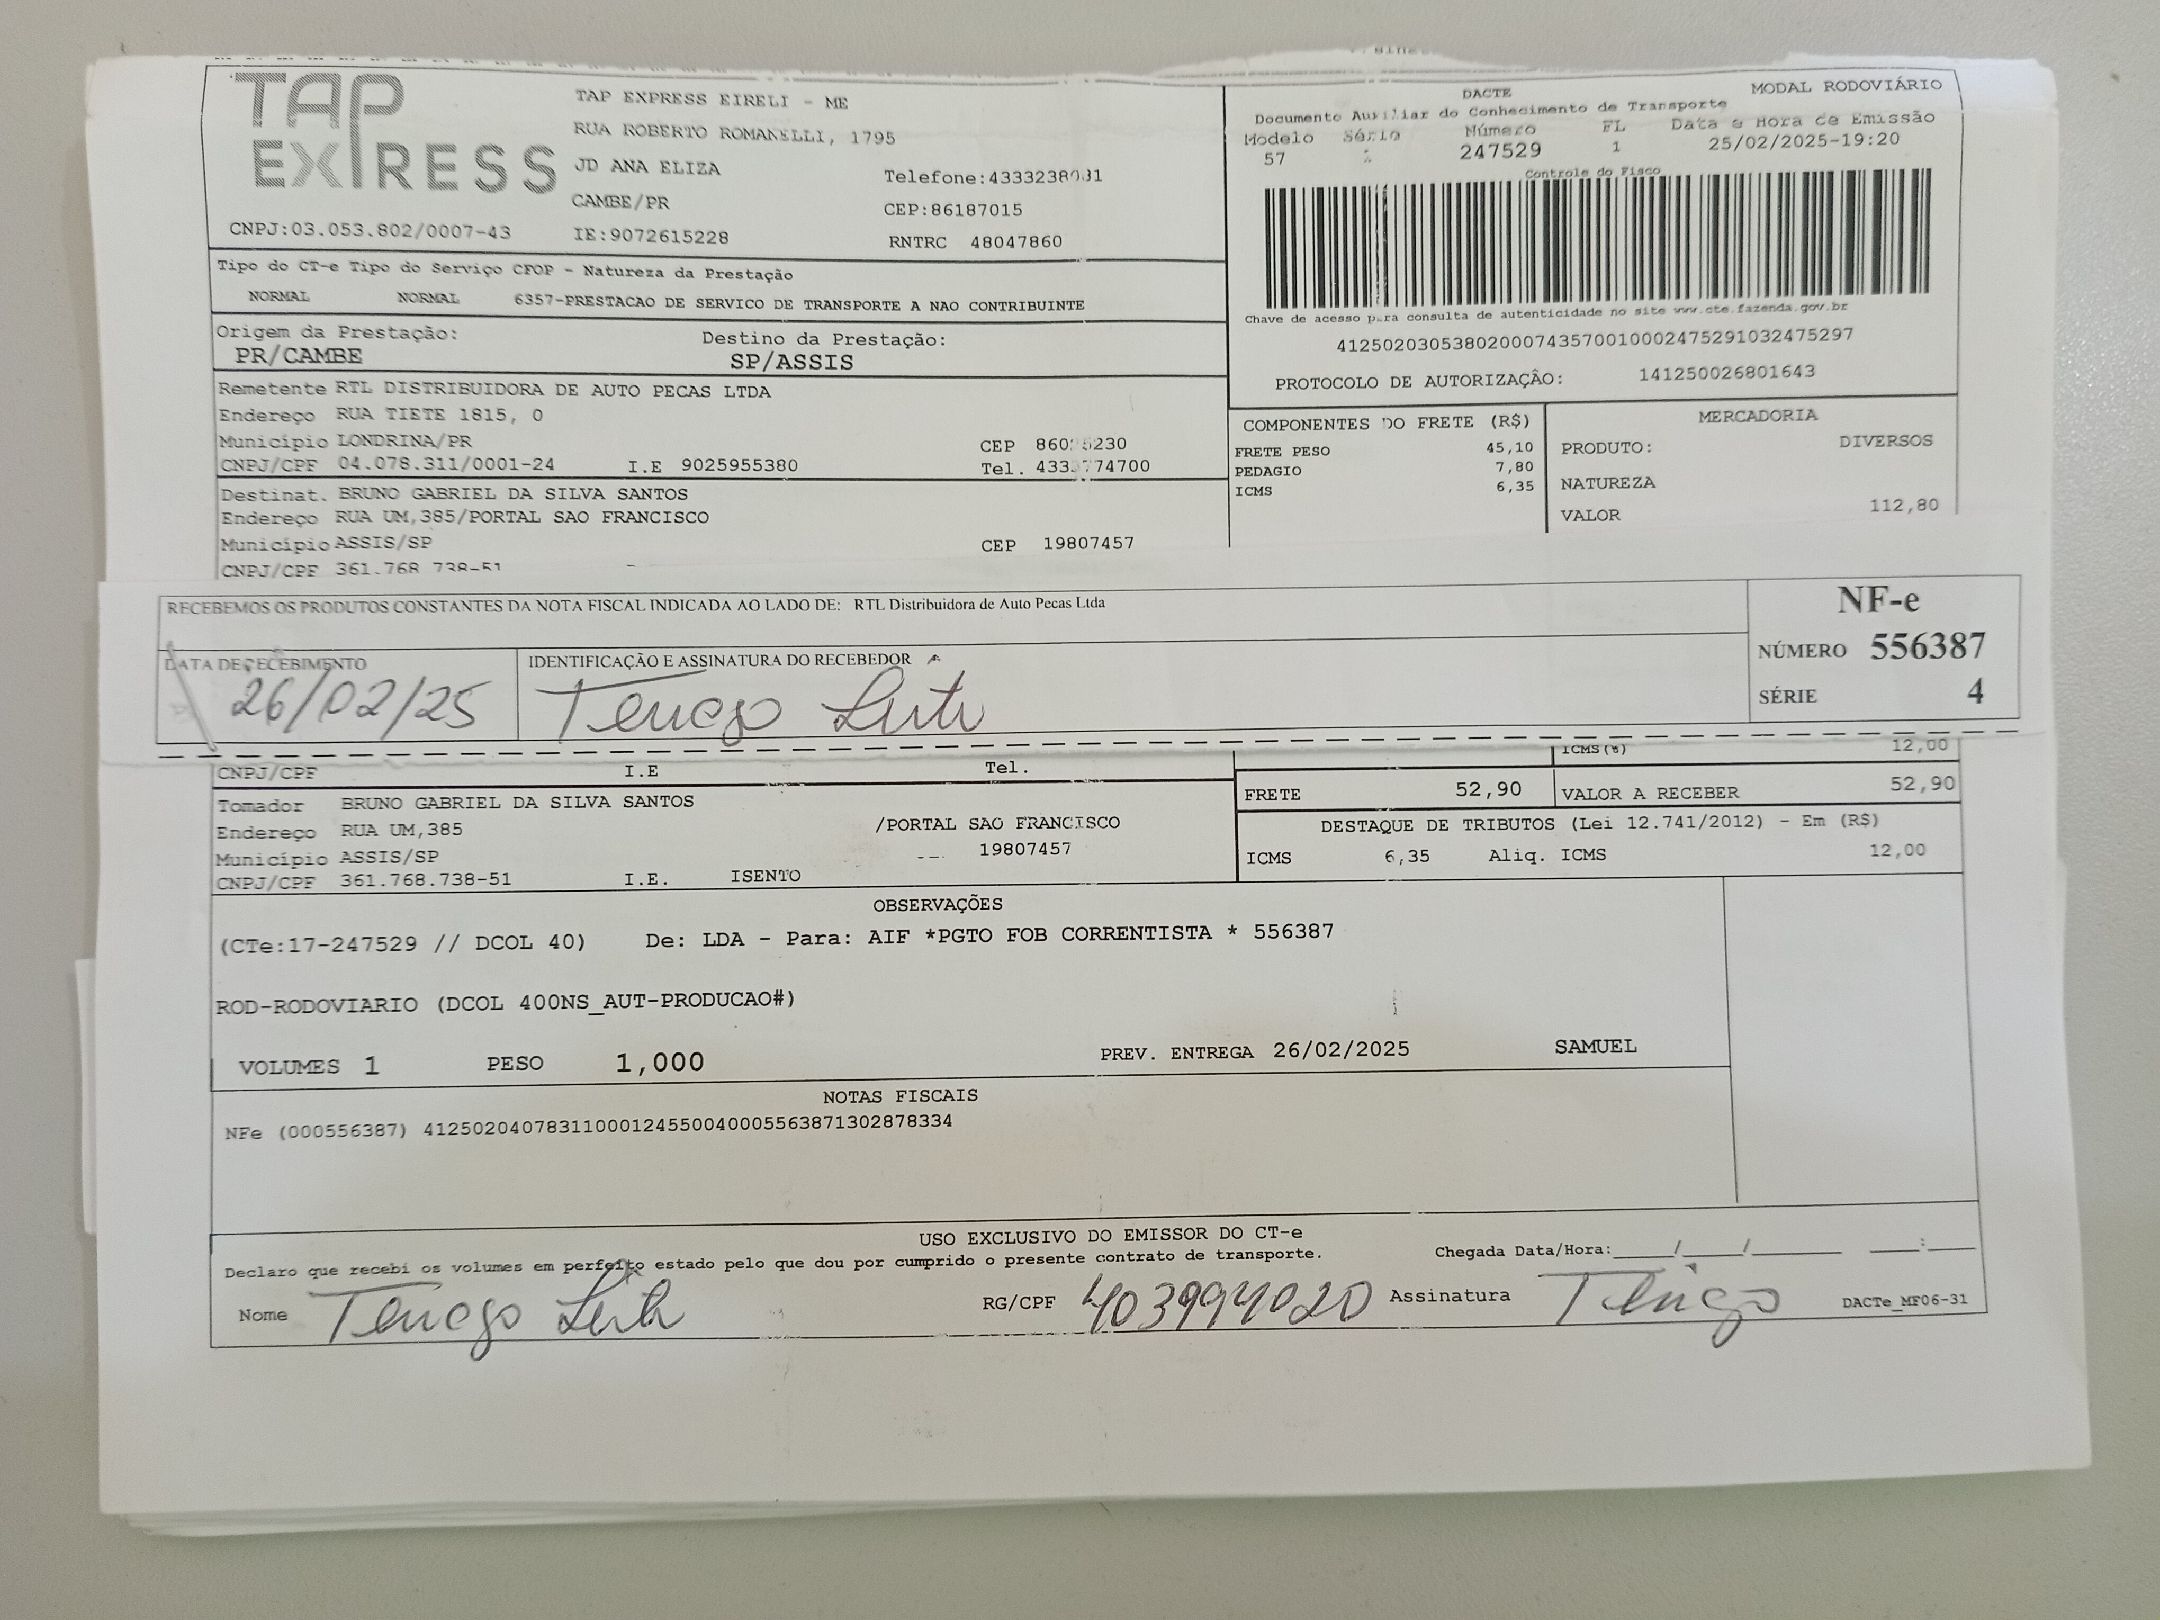 TAP EXPRESS
TAP EXPRESS EIRELI - ME
RUA ROBERTO ROMANELLI, 1795
JD ANA ELIZA
CAMBE/PR
CNPJ:03.053.802/0007-43
IE:9072615228
CEP:86187015
RNTRC 48047860
MODAL RODOVIÁRIO
DACTE
Documento Auxiliar do Conhecimento de Transporte
Modelo Série Número FL Data e Hora de Emissão
57 247529 1 25/02/2025-19:20
Controle do Fisco
Chave de acesso para consulta de autenticidade no site www.cte.fazenda.gov.br
41250203053802000743570010002475291032475297
PROTOCOLO DE AUTORIZAÇÃO: 141250026801643
Tipo do CT-e Tipo do Serviço CFOP - Natureza da Prestação
NORMAL NORMAL 6357-PRESTACAO DE SERVICO DE TRANSPORTE A NAO CONTRIBUINTE
Origem da Prestação: Destino da Prestação:
PR/CAMBE SP/ASSIS
Remetente RTL DISTRIBUIDORA DE AUTO PECAS LTDA
Endereço RUA TIETE 1815, 0
Município LONDRINA/PR CEP
CNPJ/CPF 04.078.311/0001-24 I.E 9025955380 Tel.
Destinat. BRUNO GABRIEL DA SILVA SANTOS
Endereço RUA UM,385/PORTAL SAO FRANCISCO
Município ASSIS/SP CEP 19807457
CNPJ/CPF 361.768.738-51
COMPONENTES DO FRETE (R$)
FRETE PESO 45,10
PEDAGIO 7,80
ICMS 6,35
MERCADORIA
PRODUTO: DIVERSOS
NATUREZA
VALOR 112,80
RECEBEMOS OS PRODUTOS CONSTANTES DA NOTA FISCAL INDICADA AO LADO DE: RTL Distribuidora de Auto Pecas Ltda
DATA DE RECEBIMENTO IDENTIFICAÇÃO E ASSINATURA DO RECEBEDOR
26/02/25
NF-e
NÚMERO 556387
SÉRIE 4
CNPJ/CPF I.E Tel.
ICMS(%) 12,00
Tomador BRUNO GABRIEL DA SILVA SANTOS
Endereço RUA UM,385 /PORTAL SAO FRANCISCO
Município ASSIS/SP 19807457
CNPJ/CPF 361.768.738-51 I.E. ISENTO
FRETE 52,90 VALOR A RECEBER 52,90
DESTAQUE DE TRIBUTOS (Lei 12.741/2012) - Em (R$)
ICMS 6,35 Aliq. ICMS 12,00
OBSERVAÇÕES
(CTe:17-247529 // DCOL 40) De: LDA - Para: AIF *PGTO FOB CORRENTISTA * 556387
ROD-RODOVIARIO (DCOL 400NS_AUT-PRODUCAO#)
VOLUMES 1 PESO 1,000 PREV. ENTREGA 26/02/2025 SAMUEL
NOTAS FISCAIS
NFe (000556387) 41250204078311000124550040005563871302878334
USO EXCLUSIVO DO EMISSOR DO CT-e
Declaro que recebi os volumes em perfeito estado pelo que dou por cumprido o presente contrato de transporte. Chegada Data/Hora:____/____/______ ___:___
Nome RG/CPF 403994020 Assinatura
DACTe_MF06-31